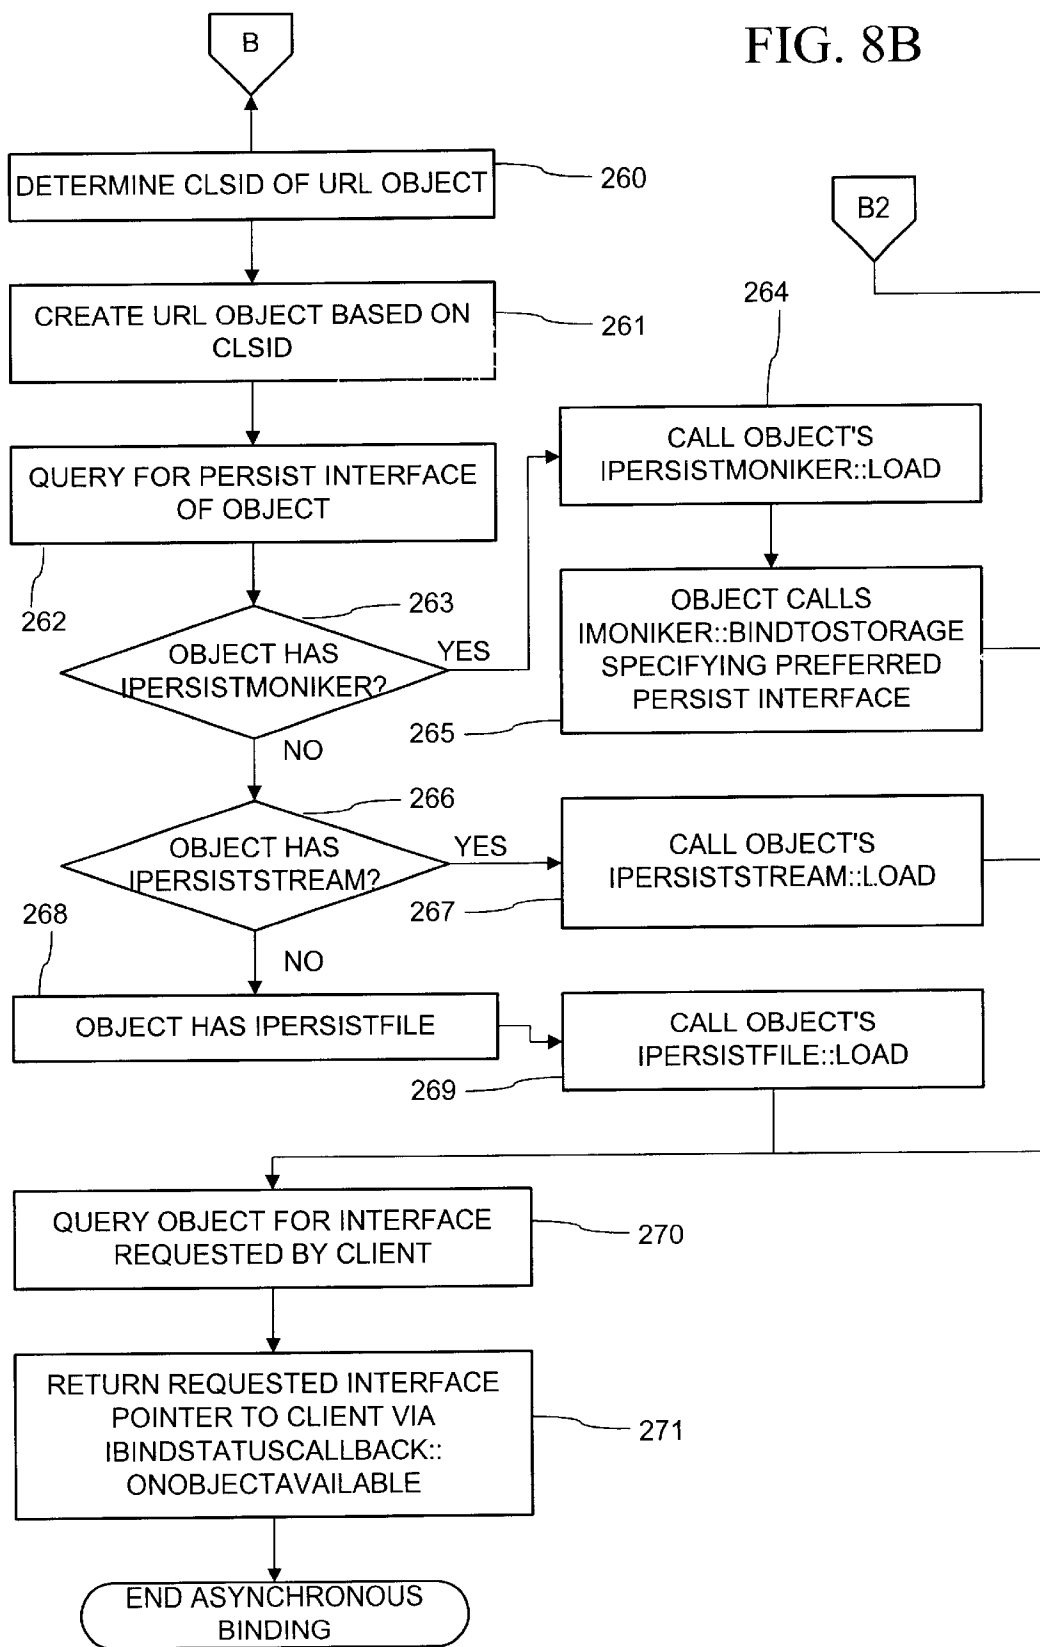 FIG. 8B
B
DETERMINE CLSID OF URL OBJECT
260
B2
CREATE URL OBJECT BASED ON
CLSID
261
264
QUERY FOR PERSIST INTERFACE
OF OBJECT
262
CALL OBJECT'S
IPERSISTMONIKER::LOAD
263
OBJECT HAS
IPERSISTMONIKER?
YES
NO
OBJECT CALLS
IMONIKER::BINDTOSTORAGE
SPECIFYING PREFERRED
PERSIST INTERFACE
265
266
OBJECT HAS
IPERSISTSTREAM?
YES
NO
CALL OBJECT'S
IPERSISTSTREAM::LOAD
267
268
OBJECT HAS IPERSISTFILE
CALL OBJECT'S
IPERSISTFILE::LOAD
269
QUERY OBJECT FOR INTERFACE
REQUESTED BY CLIENT
270
RETURN REQUESTED INTERFACE
POINTER TO CLIENT VIA
IBINDSTATUSCALLBACK::
ONOBJECTAVAILABLE
271
END ASYNCHRONOUS
BINDING